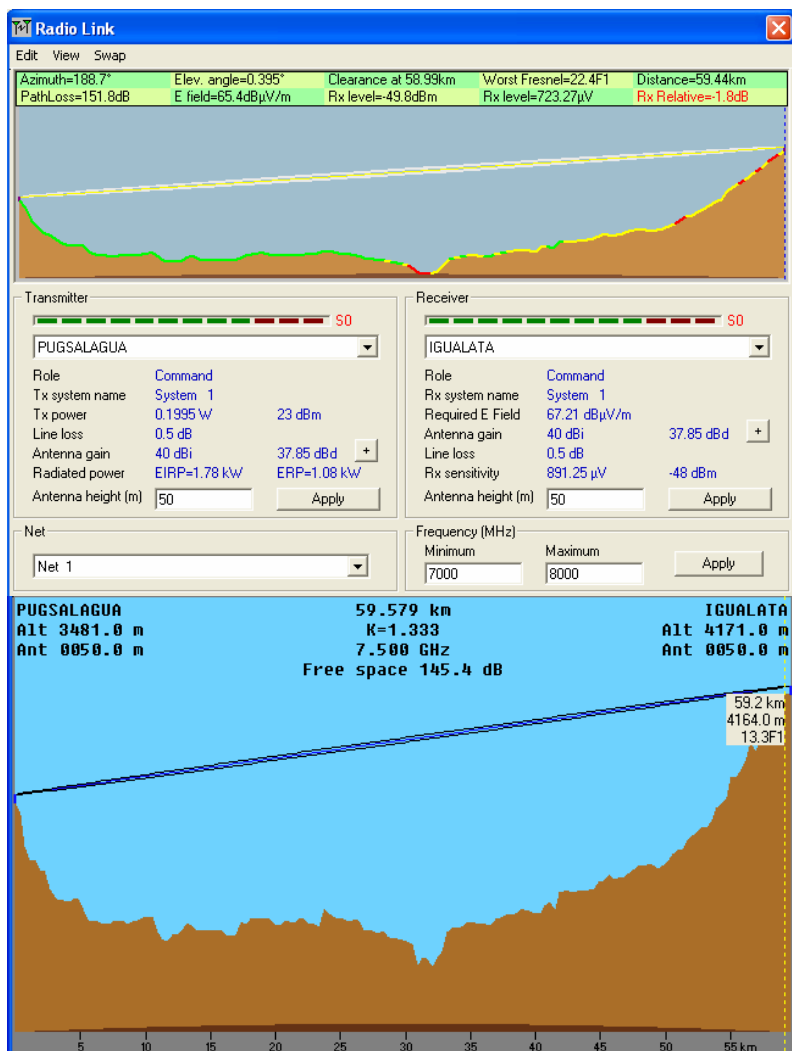 Radio Link
Edit View Swap
Azimuth=188.7° Elev. angle=0.395° Clearance at 58.99km Worst Fresnel=22.4F1 Distance=59.44km
PathLoss=151.8dB E field=65.4dBµV/m Rx level=-49.8dBm Rx level=723.27µV Rx Relative=-1.8dB
Transmitter
S0
PUGSALAGUA
Role Command
Tx system name System 1
Tx power 0.1995 W 23 dBm
Line loss 0.5 dB
Antenna gain 40 dBi 37.85 dBd +
Radiated power EIRP=1.78 kW ERP=1.08 kW
Antenna height (m) 50 Apply
Receiver
S0
IGUALATA
Role Command
Rx system name System 1
Required E Field 67.21 dBµV/m
Antenna gain 40 dBi 37.85 dBd +
Line loss 0.5 dB
Rx sensitivity 891.25 µV -48 dBm
Antenna height (m) 50 Apply
Net
Net 1
Frequency (MHz)
Minimum Maximum
7000 8000 Apply
PUGSALAGUA 59.579 km IGUALATA
Alt 3481.0 m K=1.333 Alt 4171.0 m
Ant 0050.0 m 7.500 GHz Ant 0050.0 m
Free space 145.4 dB
59.2 km
4164.0 m
13.3F1
5 10 15 20 25 30 35 40 45 50 55 km